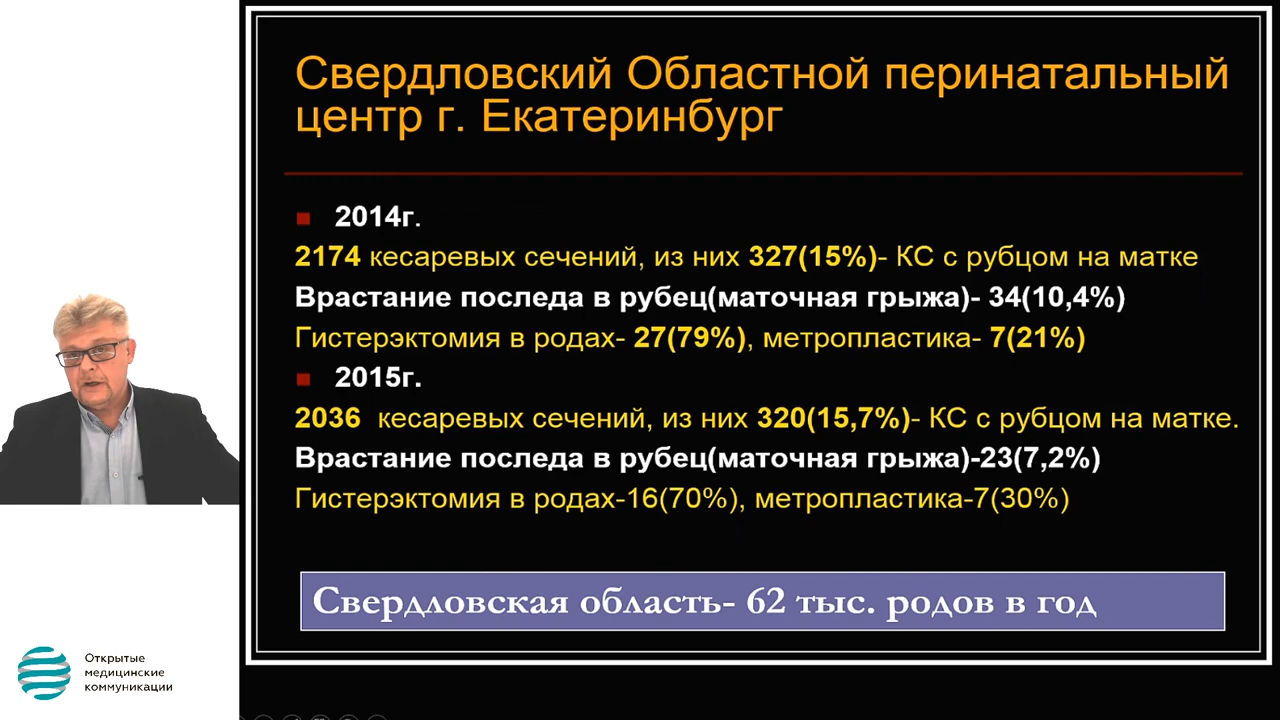 Свердловский Областной перинатальный
центр г. Екатеринбург
2014г.
2174 кесаревых сечений, из них 327(15%)- КС с рубцом на матке
Врастание последа в рубец(маточная грыжа)- 34(10,4%)
Гистерэктомия в родах- 27(79%), метропластика- 7(21%)
2015г.
2036 кесаревых сечений, из них 320(15,7%)- КС с рубцом на матке.
Врастание последа в рубец(маточная грыжа)-23(7,2%)
Гистерэктомия в родах-16(70%), метропластика-7(30%)
Свердловская область- 62 тыс. родов в год
Открытые
медицинские
коммуникации